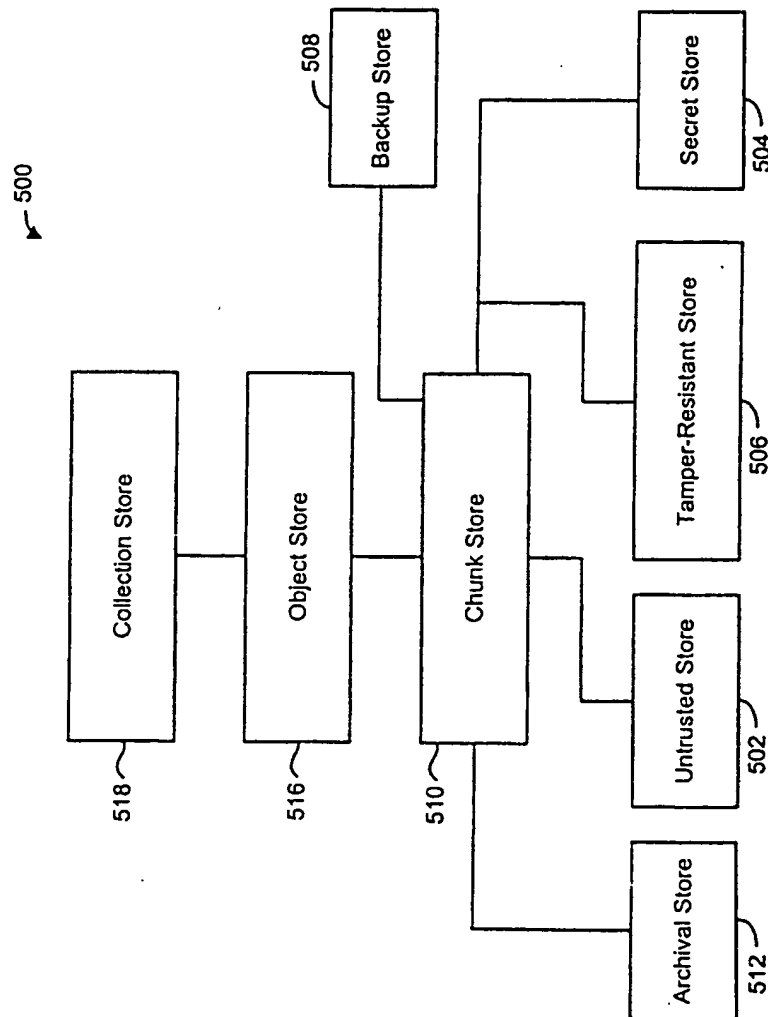 500
Collection Store
518
Backup Store
508
Object Store
516
Chunk Store
510
Archival Store
512
Untrusted Store
502
Tamper-Resistant Store
506
Secret Store
504